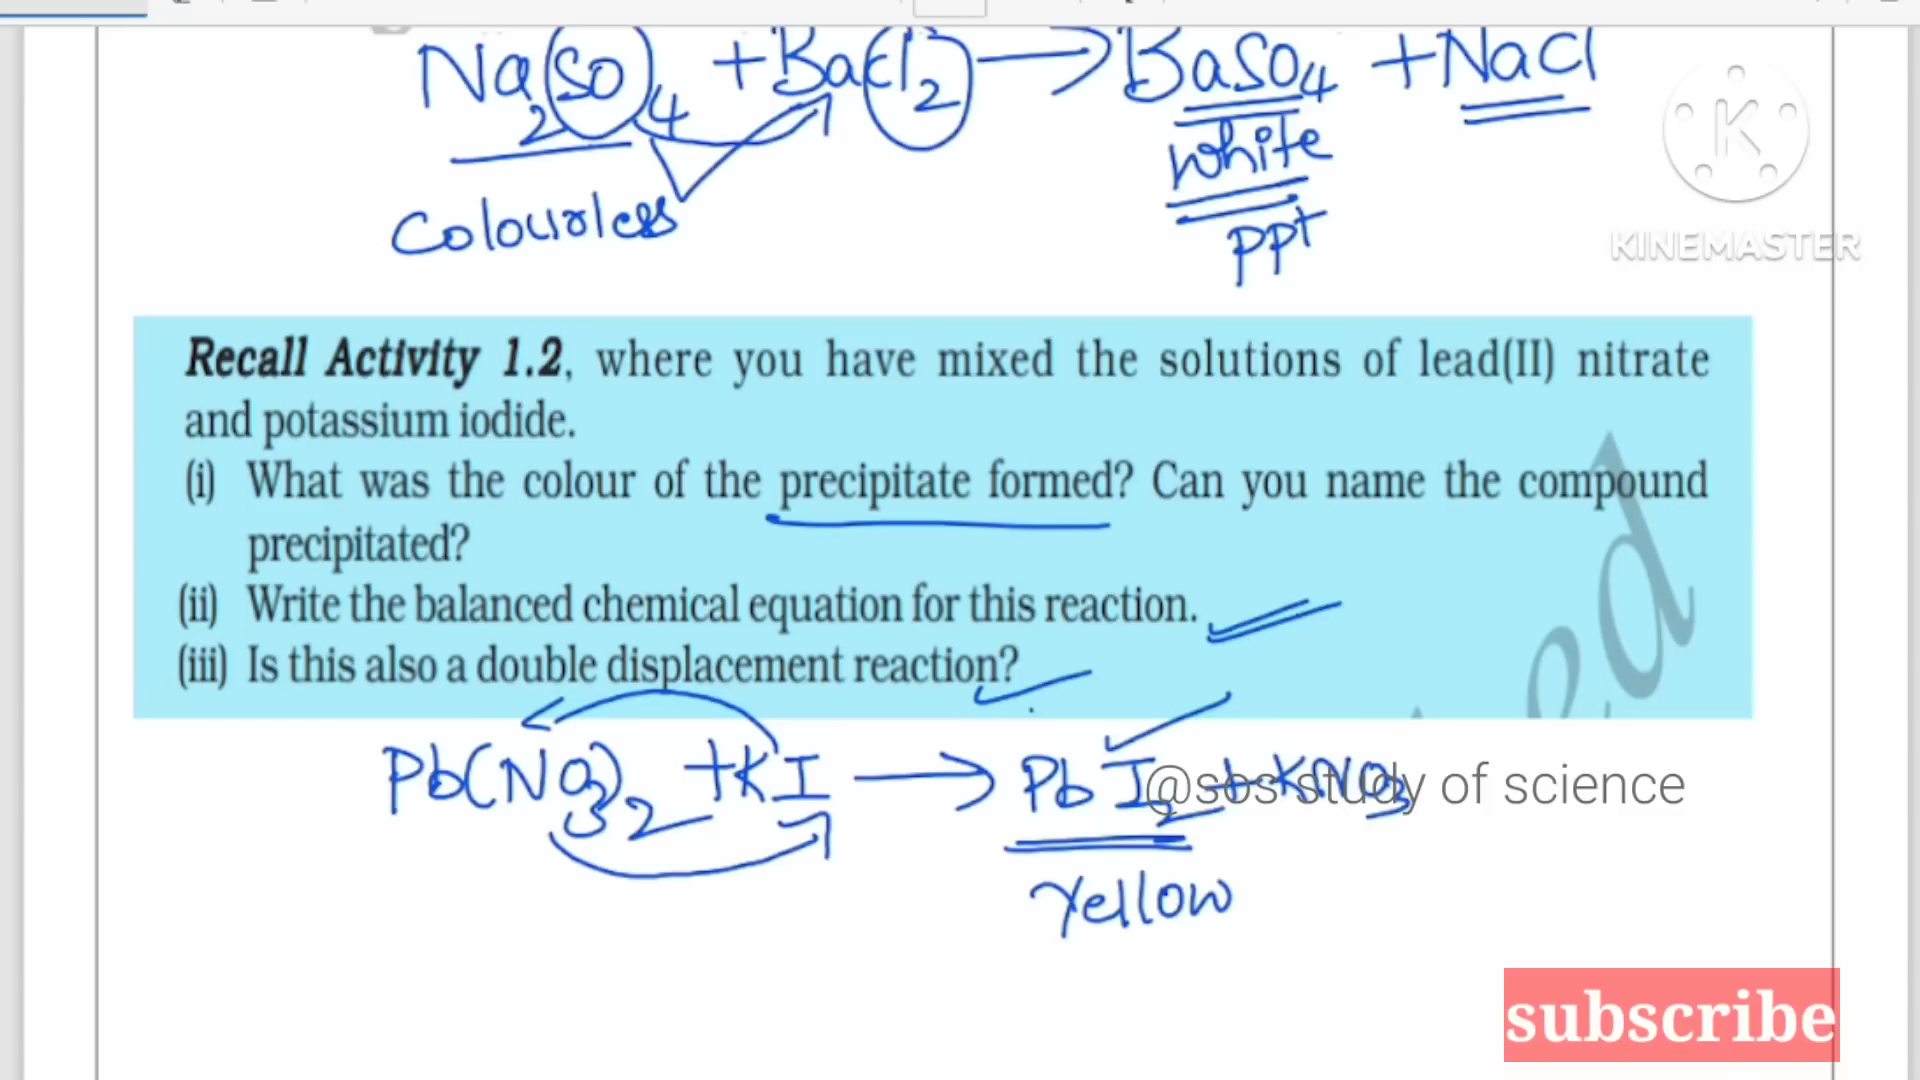 Na2SO4 + BaCl2 → BaSO4 + NaCl
Colourless
white
ppt
K
KINEMASTER
Recall Activity 1.2, where you have mixed the solutions of lead(II) nitrate
and potassium iodide.
(i) What was the colour of the precipitate formed? Can you name the compound
precipitated?
(ii) Write the balanced chemical equation for this reaction.
(iii) Is this also a double displacement reaction?
Pb(NO3)2 + KI → PbI2 + KNO3
@sos study of science
Yellow
subscribe